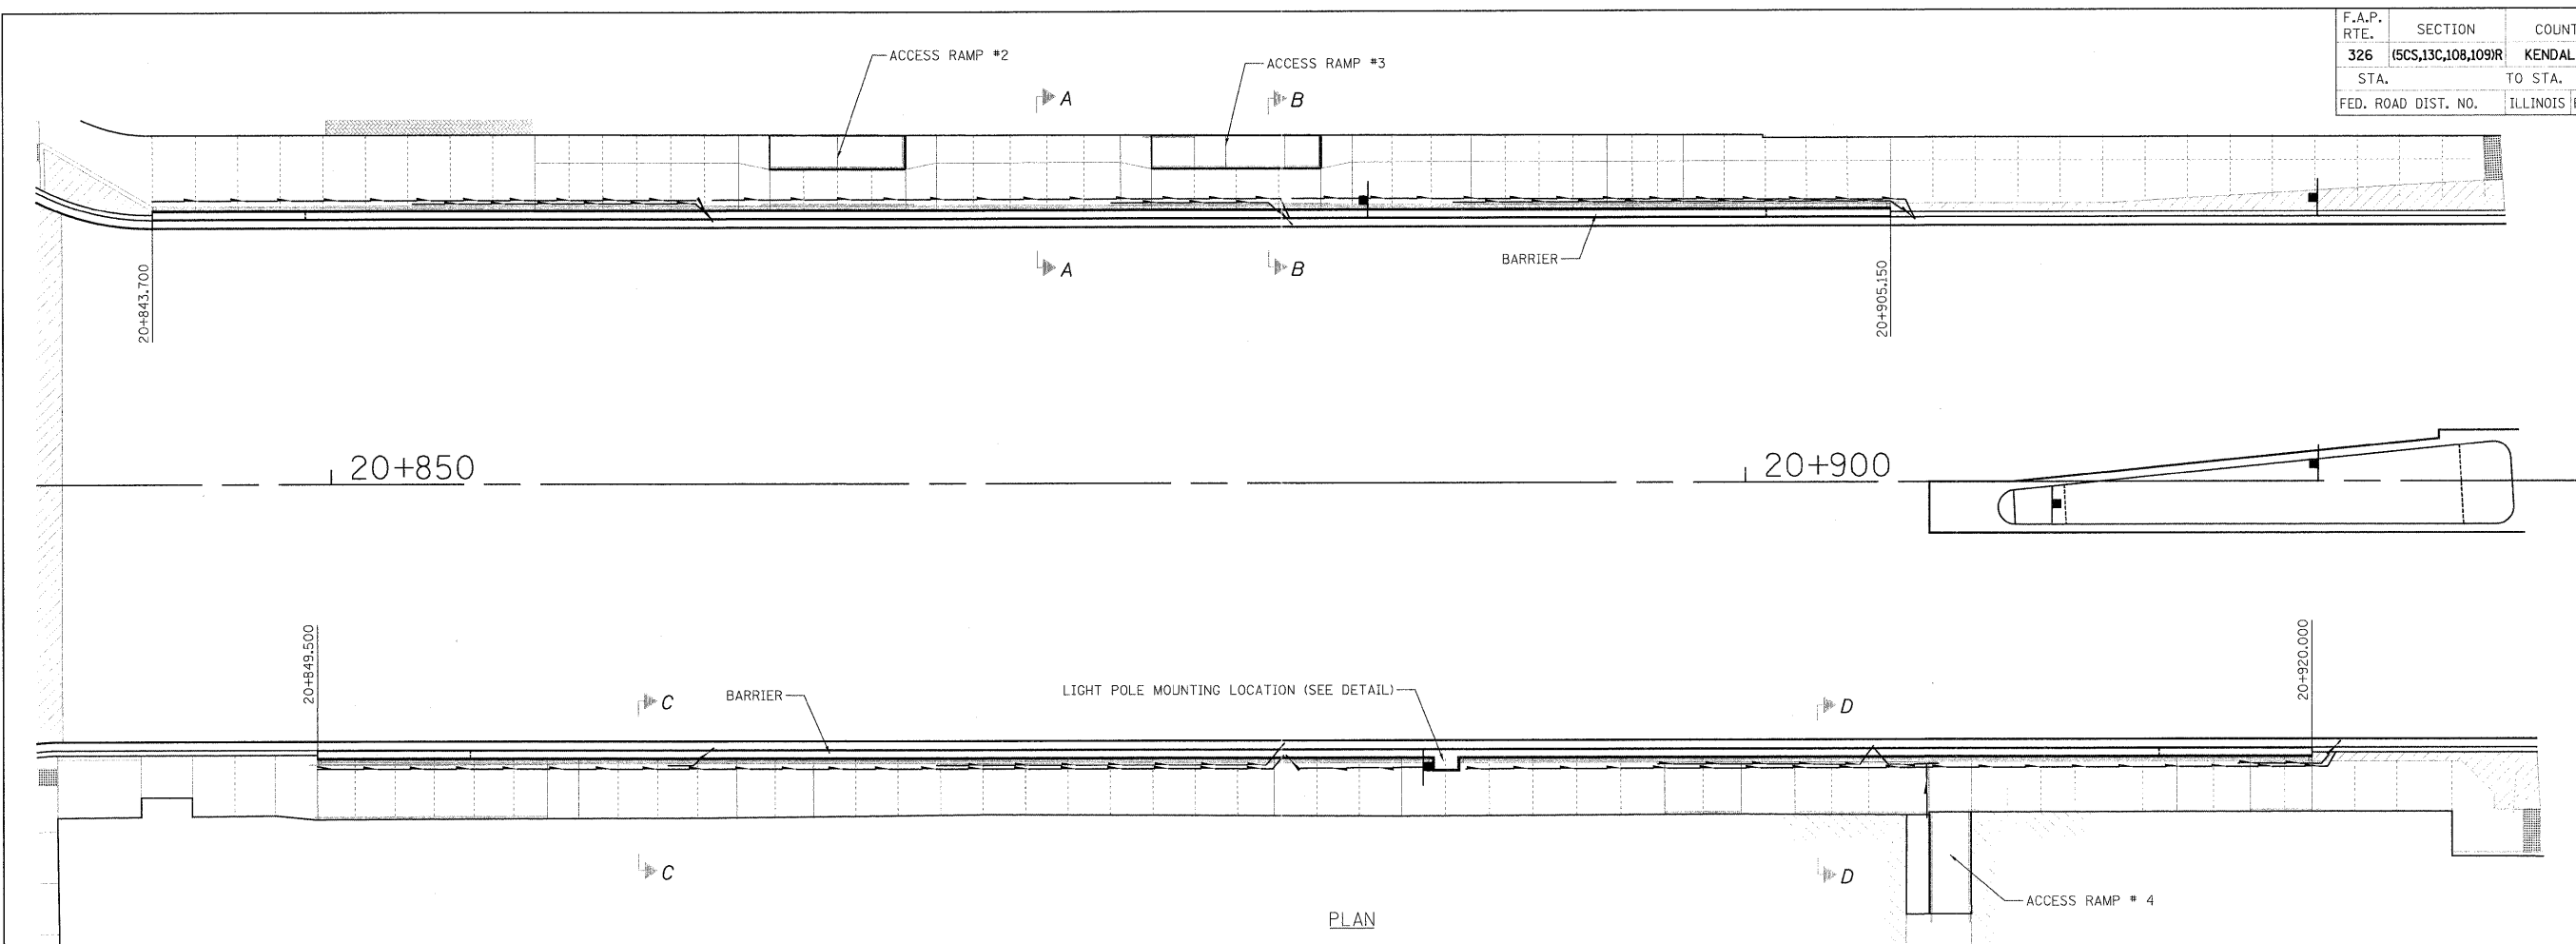 F.A.P. RTE. SECTION COUNT
326 (5CS,13C,108,109)R KENDAL
STA. TO STA.
FED. ROAD DIST. NO. ILLINOIS
ACCESS RAMP #2
ACCESS RAMP #3
A
B
A
B
BARRIER
20+843.700
20+905.150
20+850
20+900
20+849.500
20+920.000
C
BARRIER
LIGHT POLE MOUNTING LOCATION (SEE DETAIL)
D
C
D
ACCESS RAMP # 4
PLAN